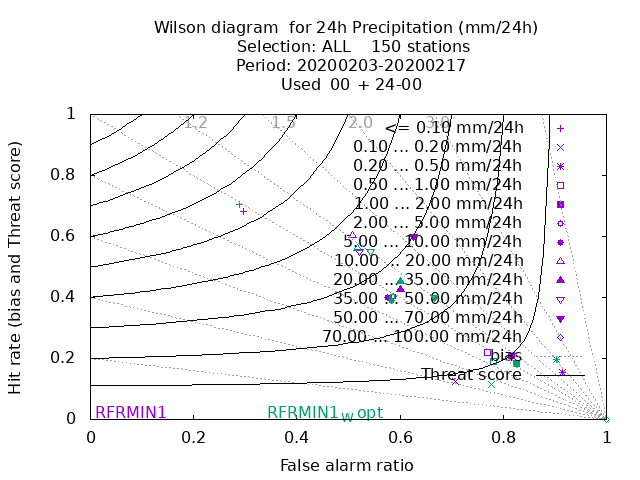 Wilson diagram  for 24h Precipitation (mm/24h)
Selection: ALL    150 stations
Period: 20200203-20200217
Used  00 + 24-00
1.2 1.5 2.0 3.0
<= 0.10 mm/24h
0.10 ... 0.20 mm/24h
0.20 ... 0.50 mm/24h
0.50 ... 1.00 mm/24h
1.00 ... 2.00 mm/24h
2.00 ... 5.00 mm/24h
5.00 ... 10.00 mm/24h
10.00 ... 20.00 mm/24h
20.00 ... 35.00 mm/24h
35.00 ... 50.00 mm/24h
50.00 ... 70.00 mm/24h
70.00 ... 100.00 mm/24h
bias
Threat score
Hit rate (bias and Threat score)
1
0.8
0.6
0.4
0.2
0
RFRMIN1 RFRMIN1wopt
0 0.2 0.4 0.6 0.8 1
False alarm ratio